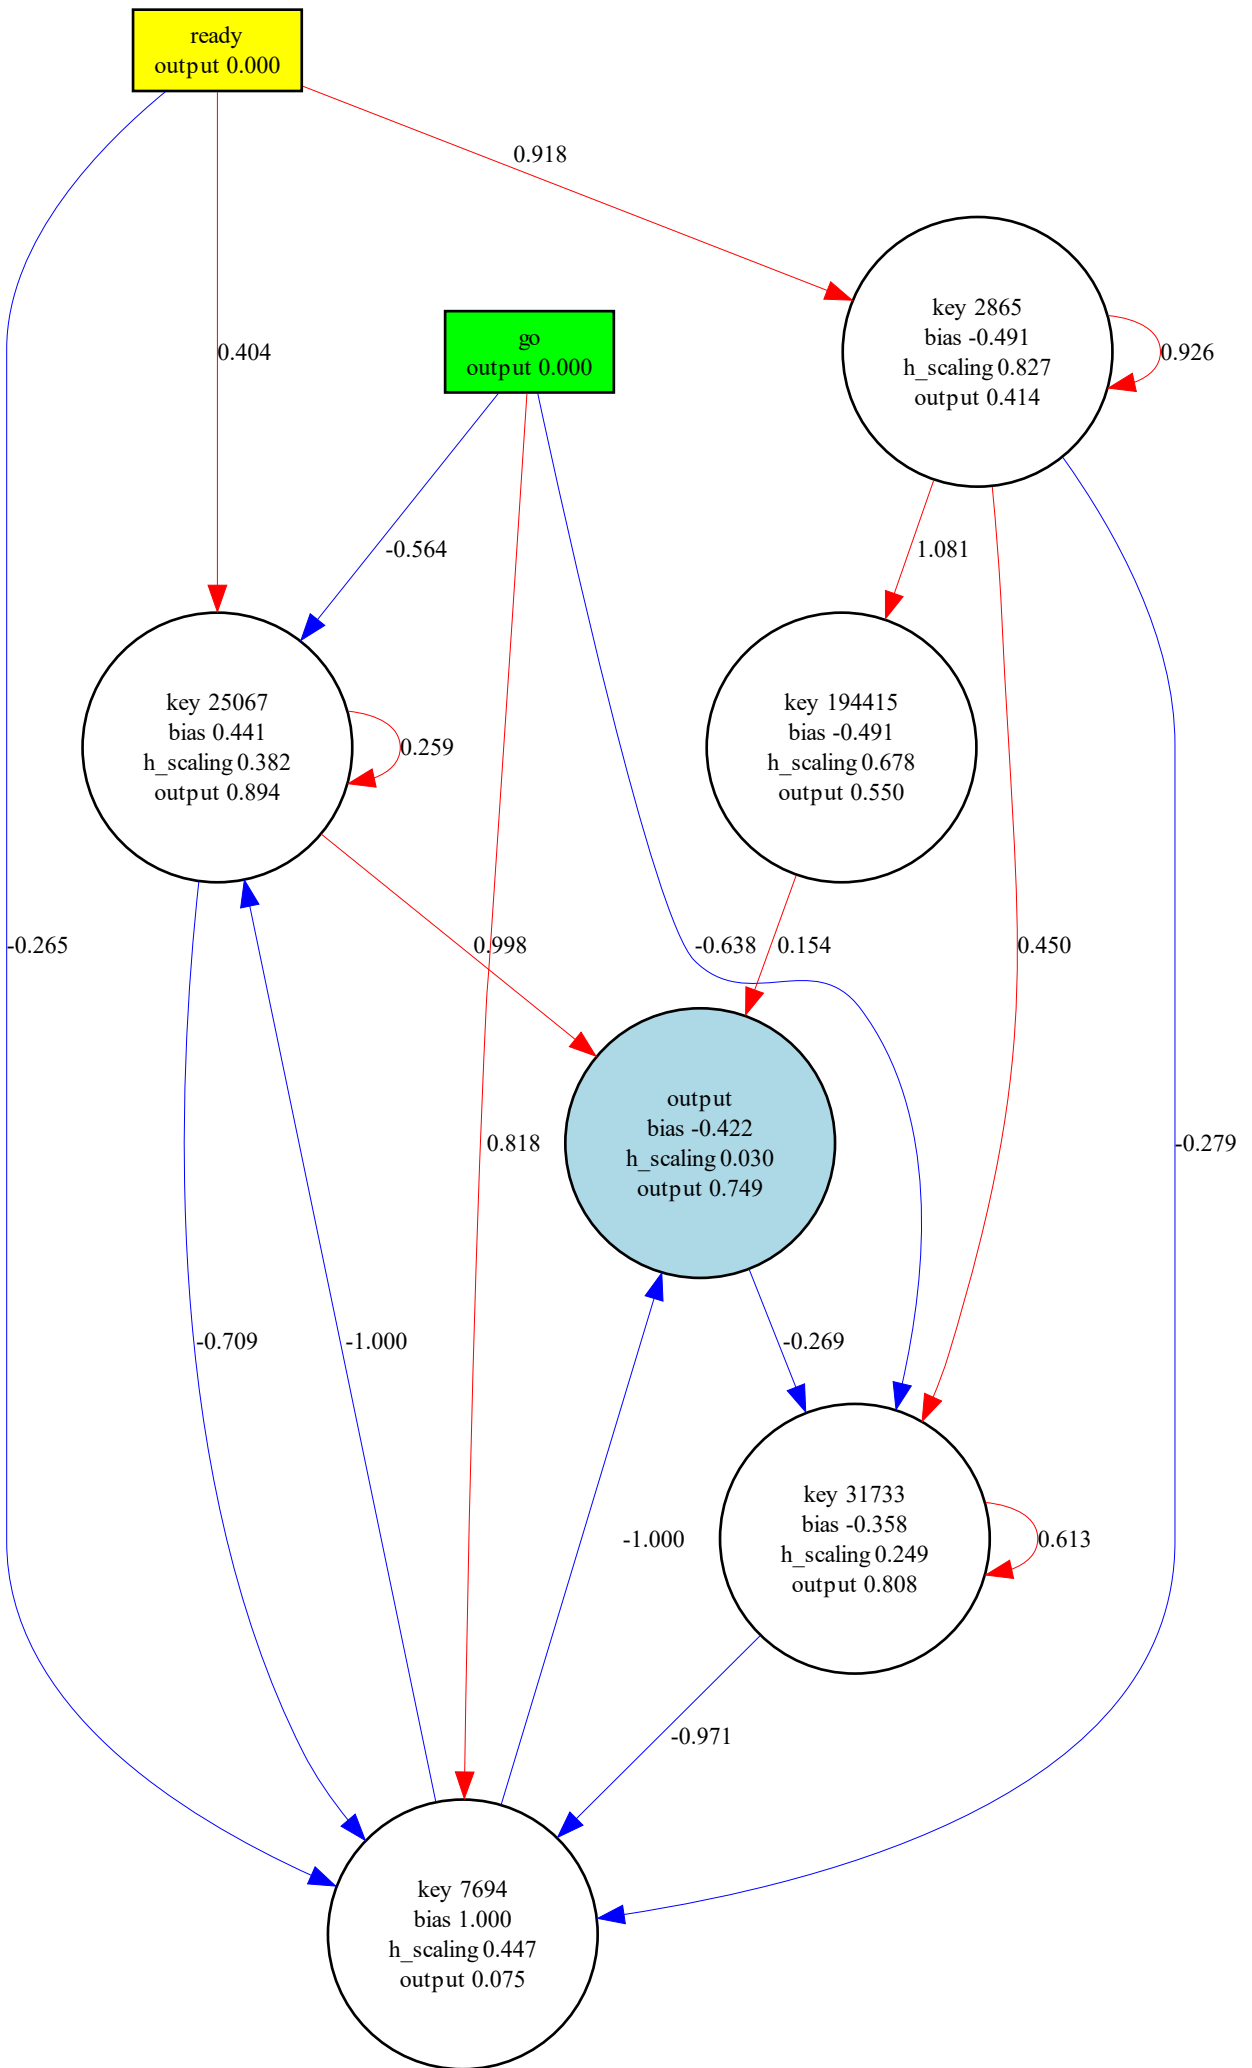 ready
output 0.000
0.918
key 2865
bias -0.491
h_scaling 0.827
output 0.414
0.926
go
output 0.000
0.404
-0.564
1.081
key 25067
bias 0.441
h_scaling 0.382
output 0.894
0.259
key 194415
bias -0.491
h_scaling 0.678
output 0.550
-0.265
0.998
-0.638
0.154
0.450
output
bias -0.422
h_scaling 0.030
output 0.749
0.818
-0.279
-0.709
-1.000
-0.269
key 31733
bias -0.358
h_scaling 0.249
output 0.808
-1.000
0.613
-0.971
key 7694
bias 1.000
h_scaling 0.447
output 0.075